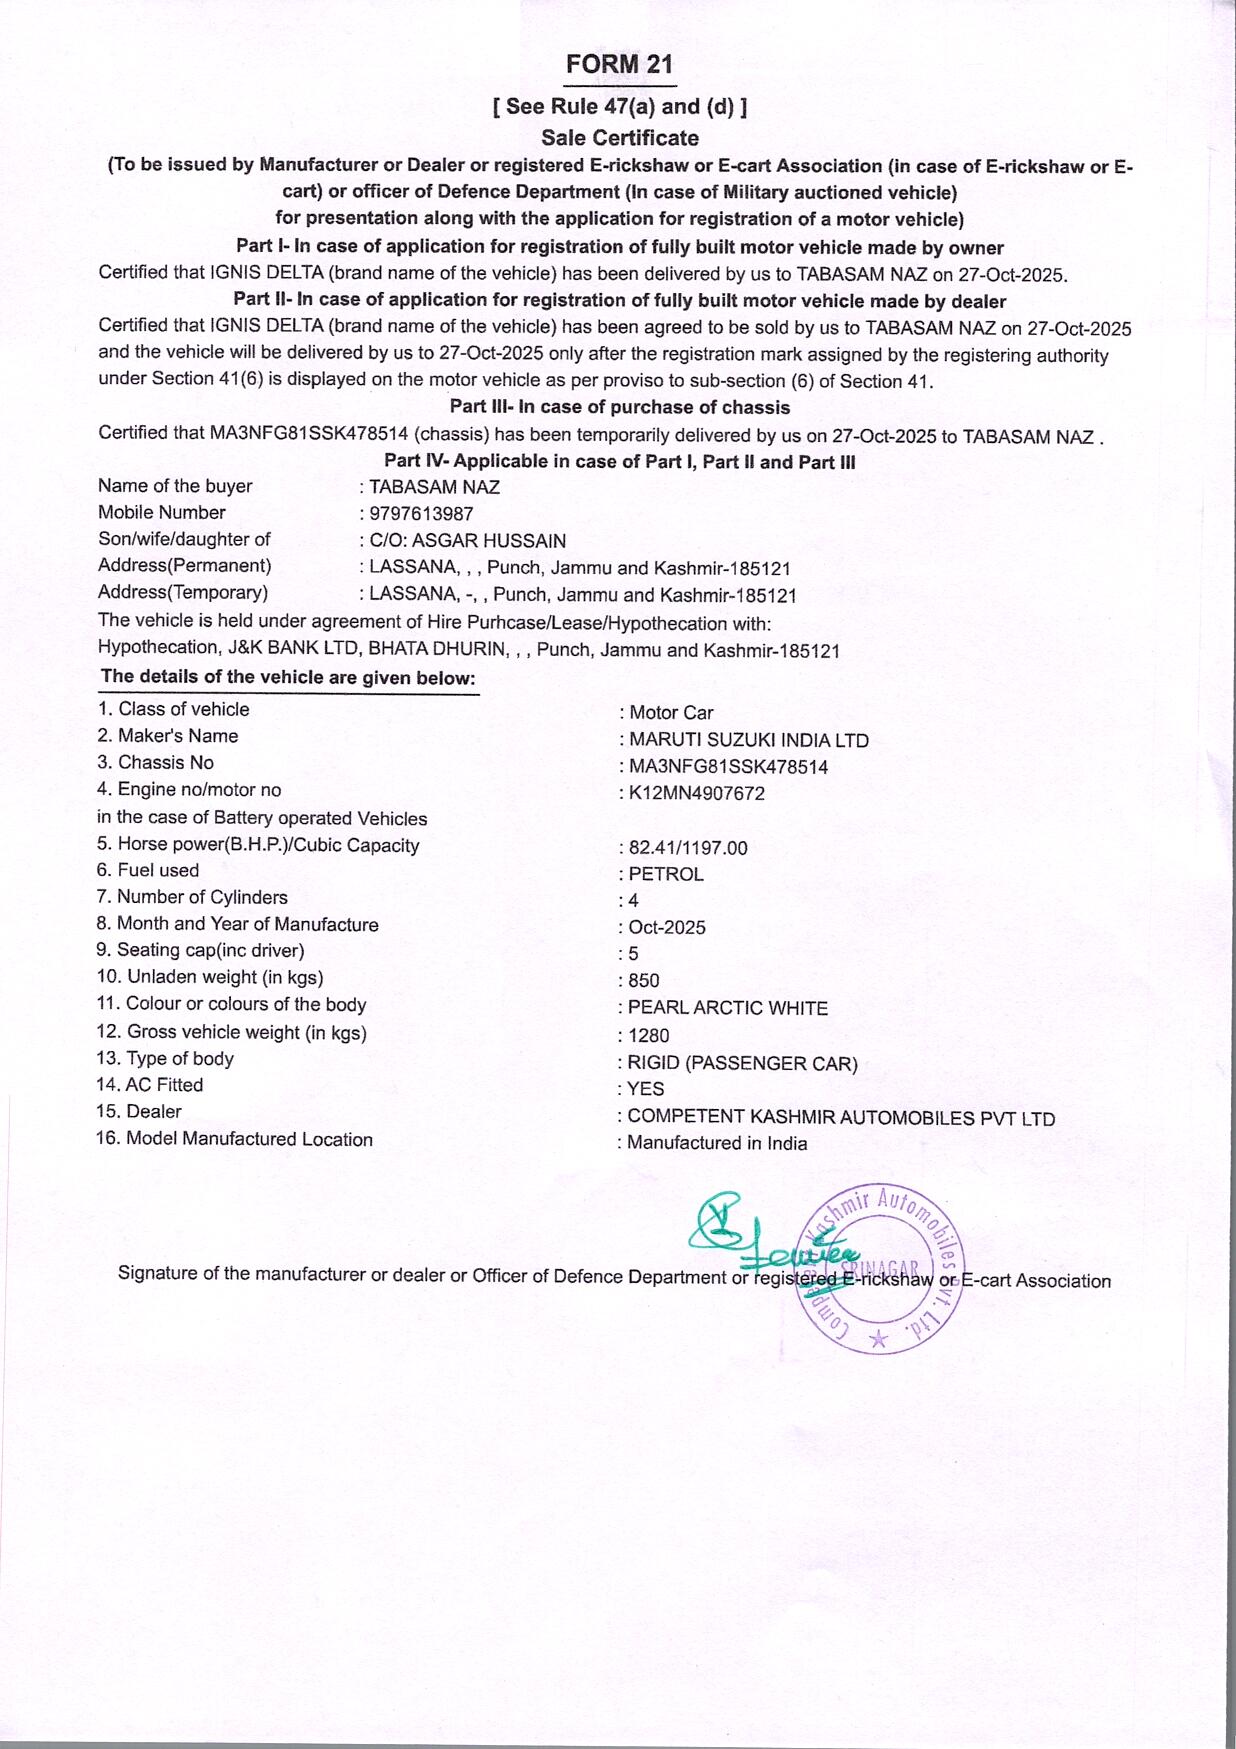 FORM 21
[ See Rule 47(a) and (d) ]
Sale Certificate
(To be issued by Manufacturer or Dealer or registered E-rickshaw or E-cart Association (in case of E-rickshaw or E-
cart) or officer of Defence Department (In case of Military auctioned vehicle)
for presentation along with the application for registration of a motor vehicle)
Part I- In case of application for registration of fully built motor vehicle made by owner
Certified that IGNIS DELTA (brand name of the vehicle) has been delivered by us to TABASAM NAZ on 27-Oct-2025.
Part II- In case of application for registration of fully built motor vehicle made by dealer
Certified that IGNIS DELTA (brand name of the vehicle) has been agreed to be sold by us to TABASAM NAZ on 27-Oct-2025
and the vehicle will be delivered by us to 27-Oct-2025 only after the registration mark assigned by the registering authority
under Section 41(6) is displayed on the motor vehicle as per proviso to sub-section (6) of Section 41.
Part III- In case of purchase of chassis
Certified that MA3NFG81SSK478514 (chassis) has been temporarily delivered by us on 27-Oct-2025 to TABASAM NAZ .
Part IV- Applicable in case of Part I, Part II and Part III
Name of the buyer : TABASAM NAZ
Mobile Number : 9797613987
Son/wife/daughter of : C/O: ASGAR HUSSAIN
Address(Permanent) : LASSANA, , , Punch, Jammu and Kashmir-185121
Address(Temporary) : LASSANA, -, , Punch, Jammu and Kashmir-185121
The vehicle is held under agreement of Hire Purhcase/Lease/Hypothecation with:
Hypothecation, J&K BANK LTD, BHATA DHURIN, , , Punch, Jammu and Kashmir-185121
The details of the vehicle are given below:
1. Class of vehicle : Motor Car
2. Maker's Name : MARUTI SUZUKI INDIA LTD
3. Chassis No : MA3NFG81SSK478514
4. Engine no/motor no : K12MN4907672
in the case of Battery operated Vehicles
5. Horse power(B.H.P.)/Cubic Capacity : 82.41/1197.00
6. Fuel used : PETROL
7. Number of Cylinders : 4
8. Month and Year of Manufacture : Oct-2025
9. Seating cap(inc driver) : 5
10. Unladen weight (in kgs) : 850
11. Colour or colours of the body : PEARL ARCTIC WHITE
12. Gross vehicle weight (in kgs) : 1280
13. Type of body : RIGID (PASSENGER CAR)
14. AC Fitted : YES
15. Dealer : COMPETENT KASHMIR AUTOMOBILES PVT LTD
16. Model Manufactured Location : Manufactured in India
Kashmir Automobiles Pvt. Ltd.
SRINAGAR
Signature of the manufacturer or dealer or Officer of Defence Department or registered E-rickshaw or E-cart Association